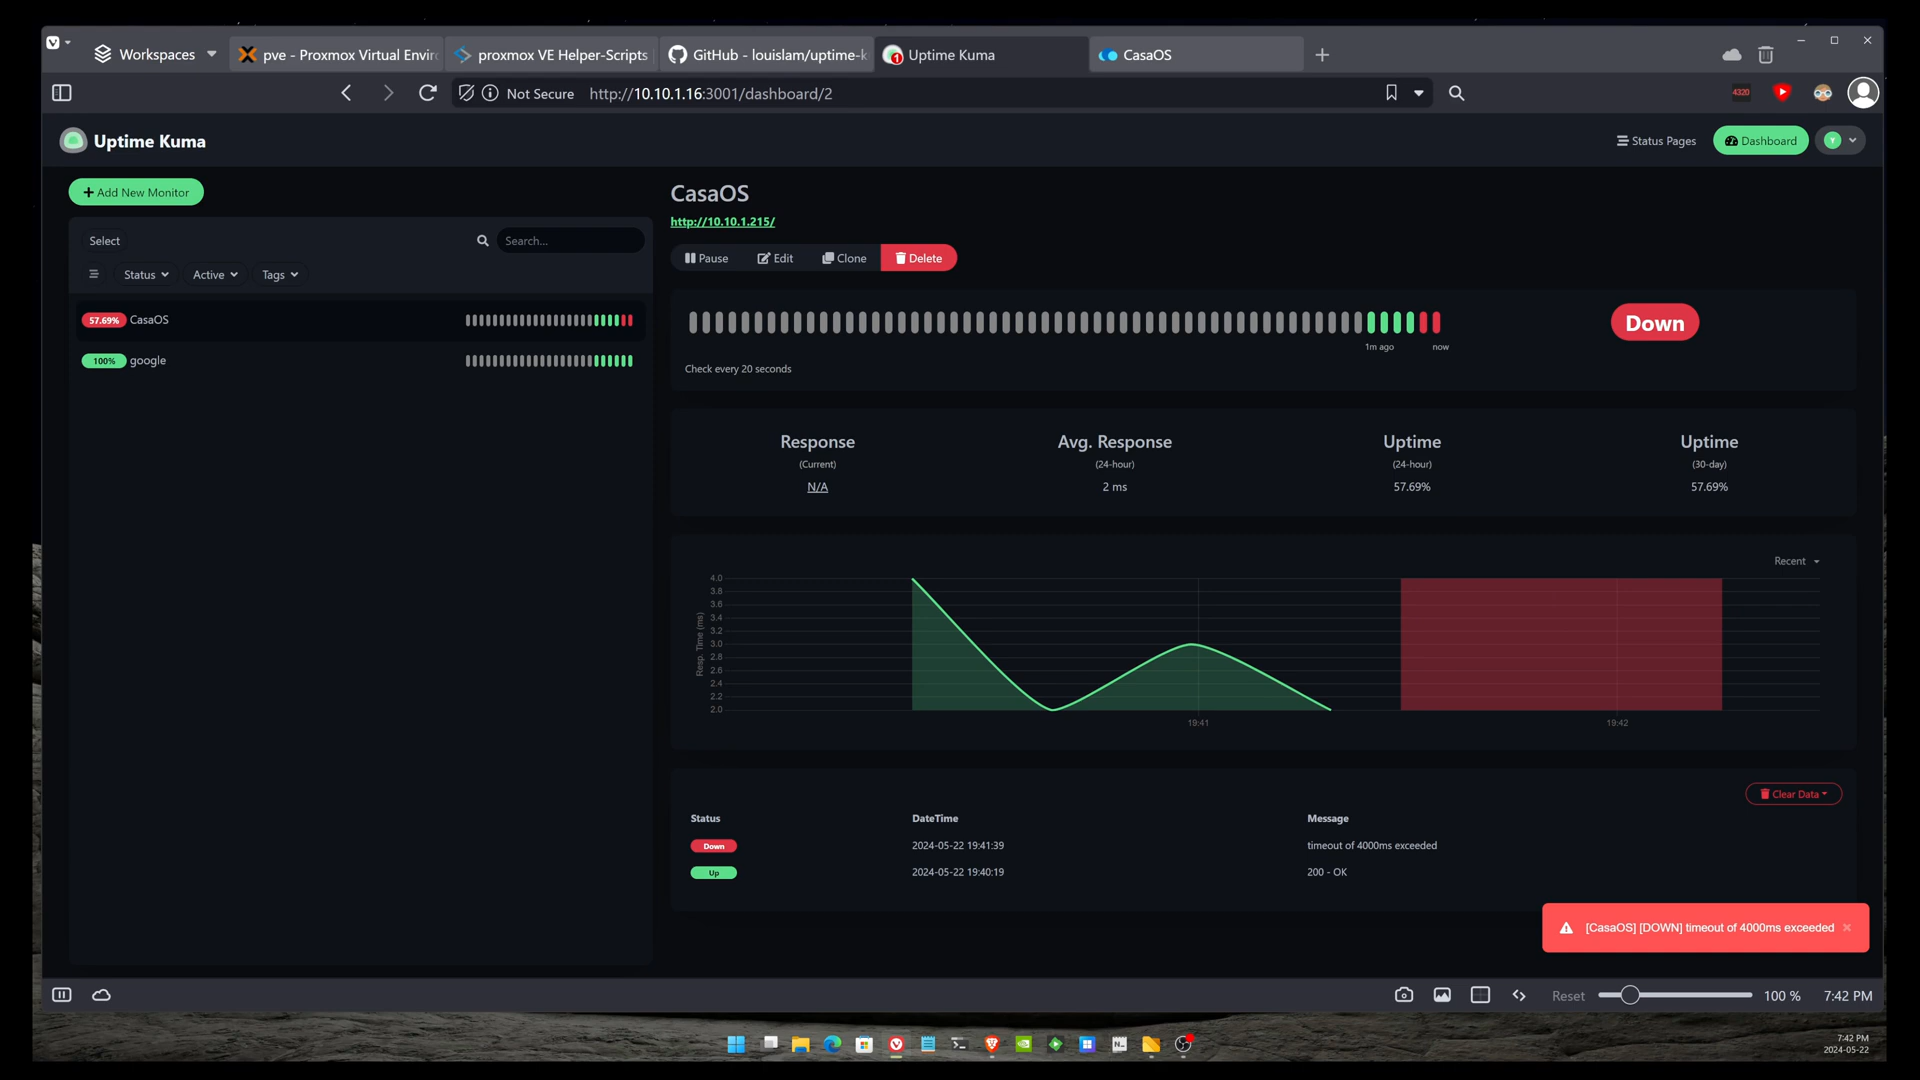 Workspaces
pve - Proxmox Virtual Envir
proxmox VE Helper-Scripts
GitHub - louislam/uptime-k
1
Uptime Kuma
CasaOS
Not Secure
http://10.10.1.16:3001/dashboard/2
4320
Uptime Kuma
Status Pages
Dashboard
Add New Monitor
Select
Search...
Status
Active
Tags
57.69%
CasaOS
100%
google
CasaOS
http://10.10.1.215/
Pause
Edit
Clone
Delete
1m ago
now
Down
Check every 20 seconds
Response
(Current)
N/A
Avg. Response
(24-hour)
2 ms
Uptime
(24-hour)
57.69%
Uptime
(30-day)
57.69%
Recent
Resp. Time (ms)
4.0
3.8
3.6
3.4
3.2
3.0
2.8
2.6
2.4
2.2
2.0
19:41
19:42
Clear Data
Status
DateTime
Message
Down
2024-05-22 19:41:39
timeout of 4000ms exceeded
Up
2024-05-22 19:40:19
200 - OK
[CasaOS] [DOWN] timeout of 4000ms exceeded
Reset
100 %
7:42 PM
7:42 PM
2024-05-22